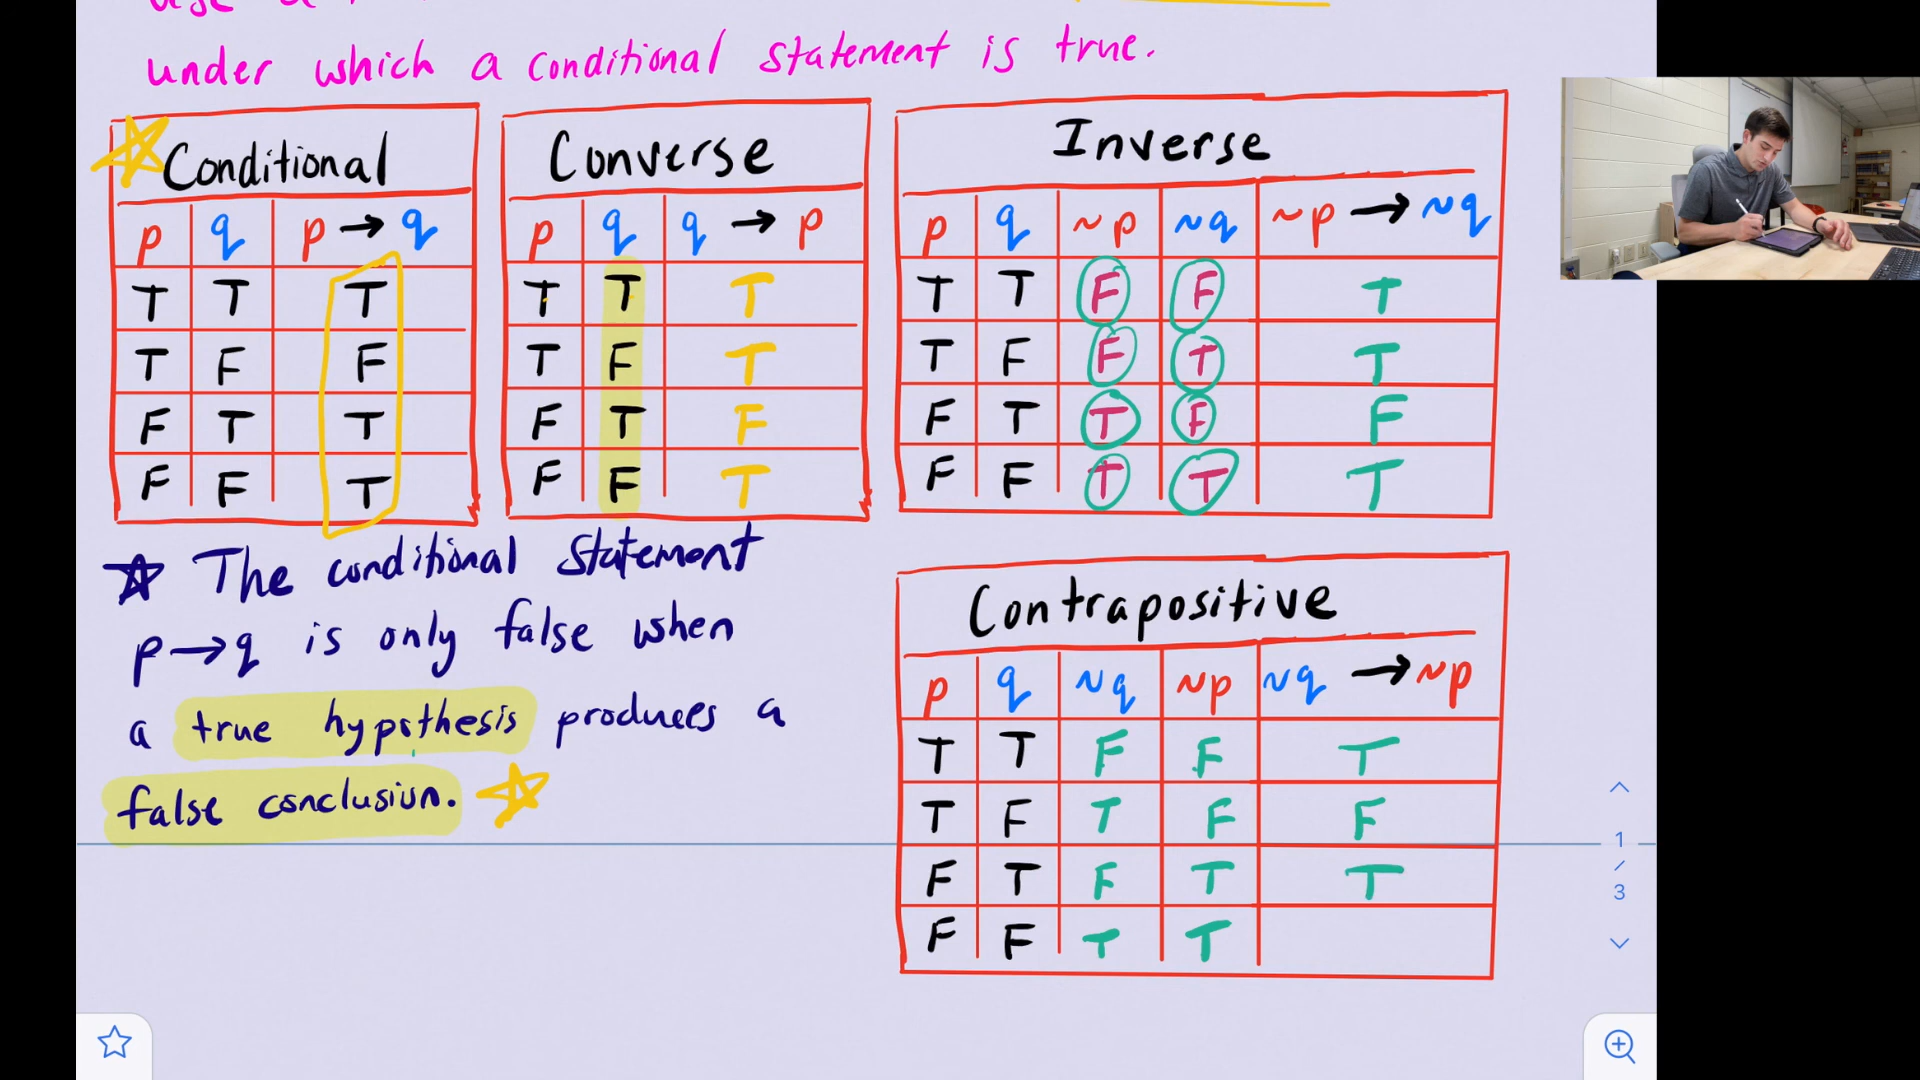 under which a conditional statement is true.
Conditional
p q p → q
T T T
T F F
F T T
F F T
Converse
p q q → p
T T T
T F T
F T F
F F T
Inverse
p q ~p ~q ~p → ~q
T T F F T
T F F T T
F T T F F
F F T T T
☆ The conditional statement
p → q is only false when
a true hypothesis produces a
false conclusion. ☆
Contrapositive
p q ~q ~p ~q → ~p
T T F F T
T F T F F
F T F T T
F F T T
1
/
3